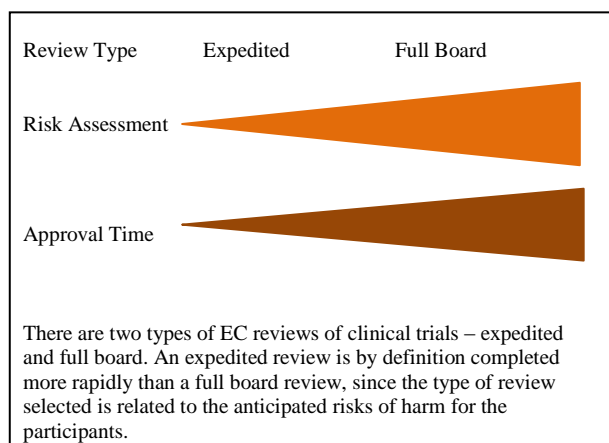 Review Type Expedited Full Board
Risk Assessment
Approval Time
There are two types of EC reviews of clinical trials – expedited
and full board. An expedited review is by definition completed
more rapidly than a full board review, since the type of review
selected is related to the anticipated risks of harm for the
participants.